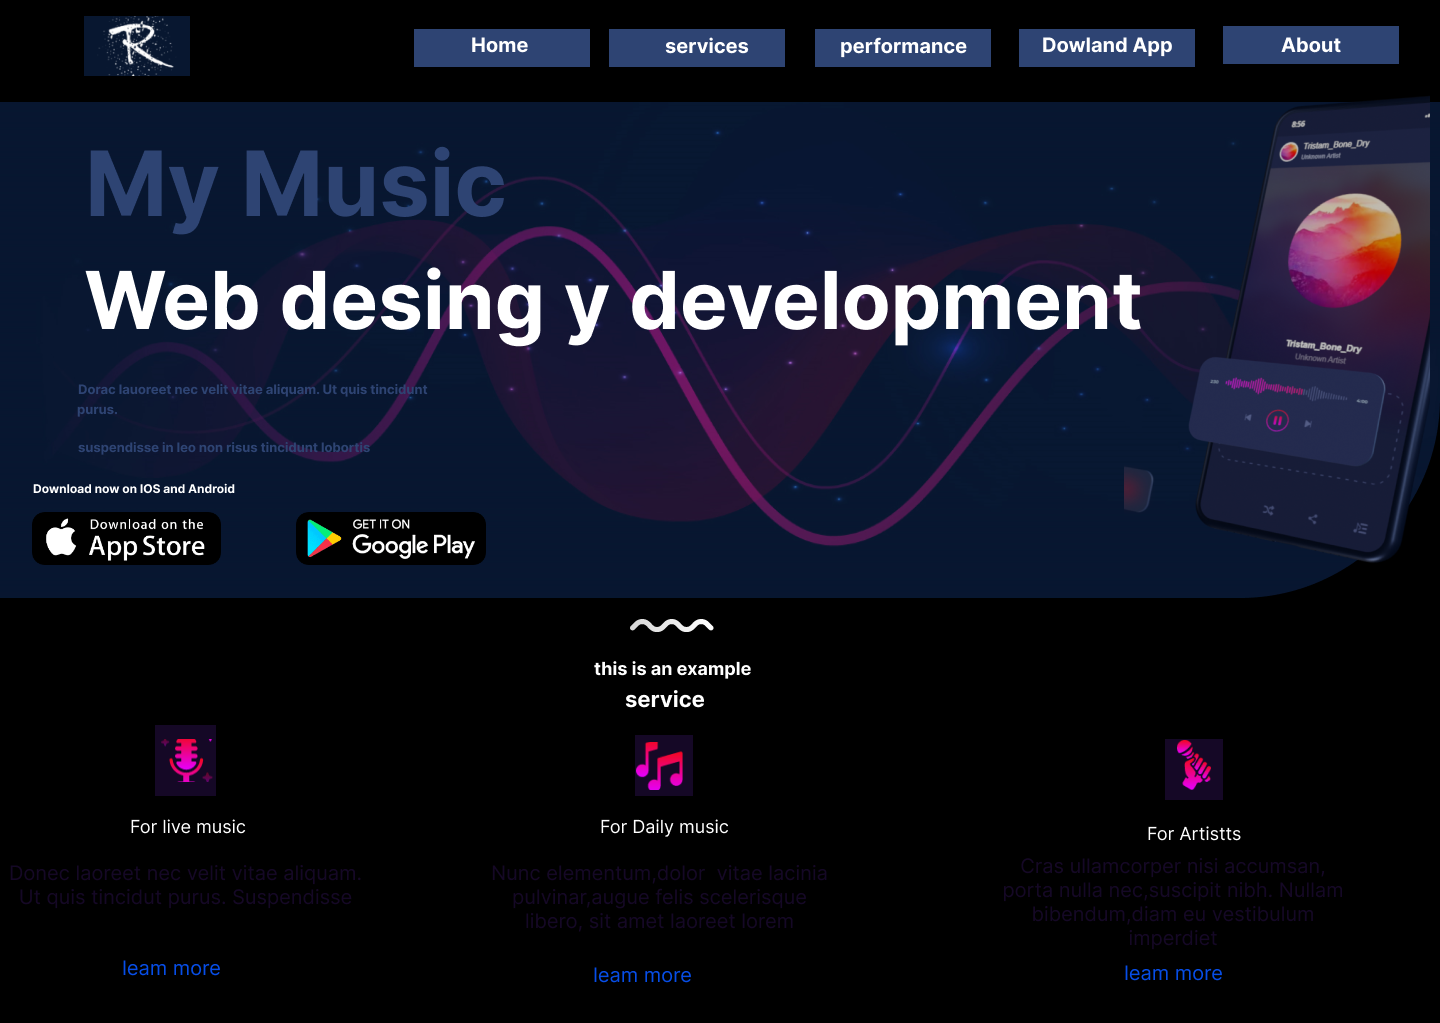 TR
Home
services
performance
Dowland App
About
My Music
Web desing y development
8:56
Tristam_Bone_Dry
Unknown Artist
Tristam_Bone_Dry
Unknown Artist
Dorac lauoreet nec velit vitae aliquam. Ut quis tincidunt
purus.
suspendisse in leo non risus tincidunt lobortis
Download now on IOS and Android
Download on the
App Store
GET IT ON
Google Play
this is an example
service
For live music
For Daily music
For Artistts
Donec laoreet nec velit vitae aliquam.
Ut quis tincidut purus. Suspendisse
Nunc elementum,dolor vitae lacinia
pulvinar,augue felis scelerisque
libero, sit amet laoreet lorem
Cras ullamcorper nisi accumsan,
porta nulla nec,suscipit nibh. Nullam
bibendum,diam eu vestibulum
imperdiet
leam more
leam more
leam more